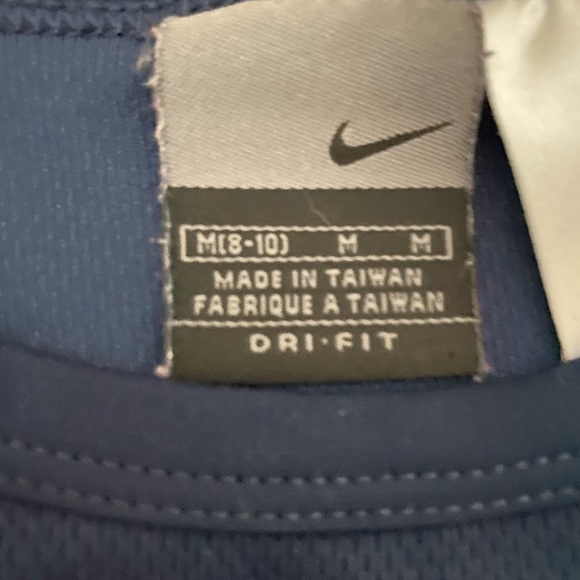 M(8-10) M M
MADE IN TAIWAN
FABRIQUE A TAIWAN
DRI-FIT